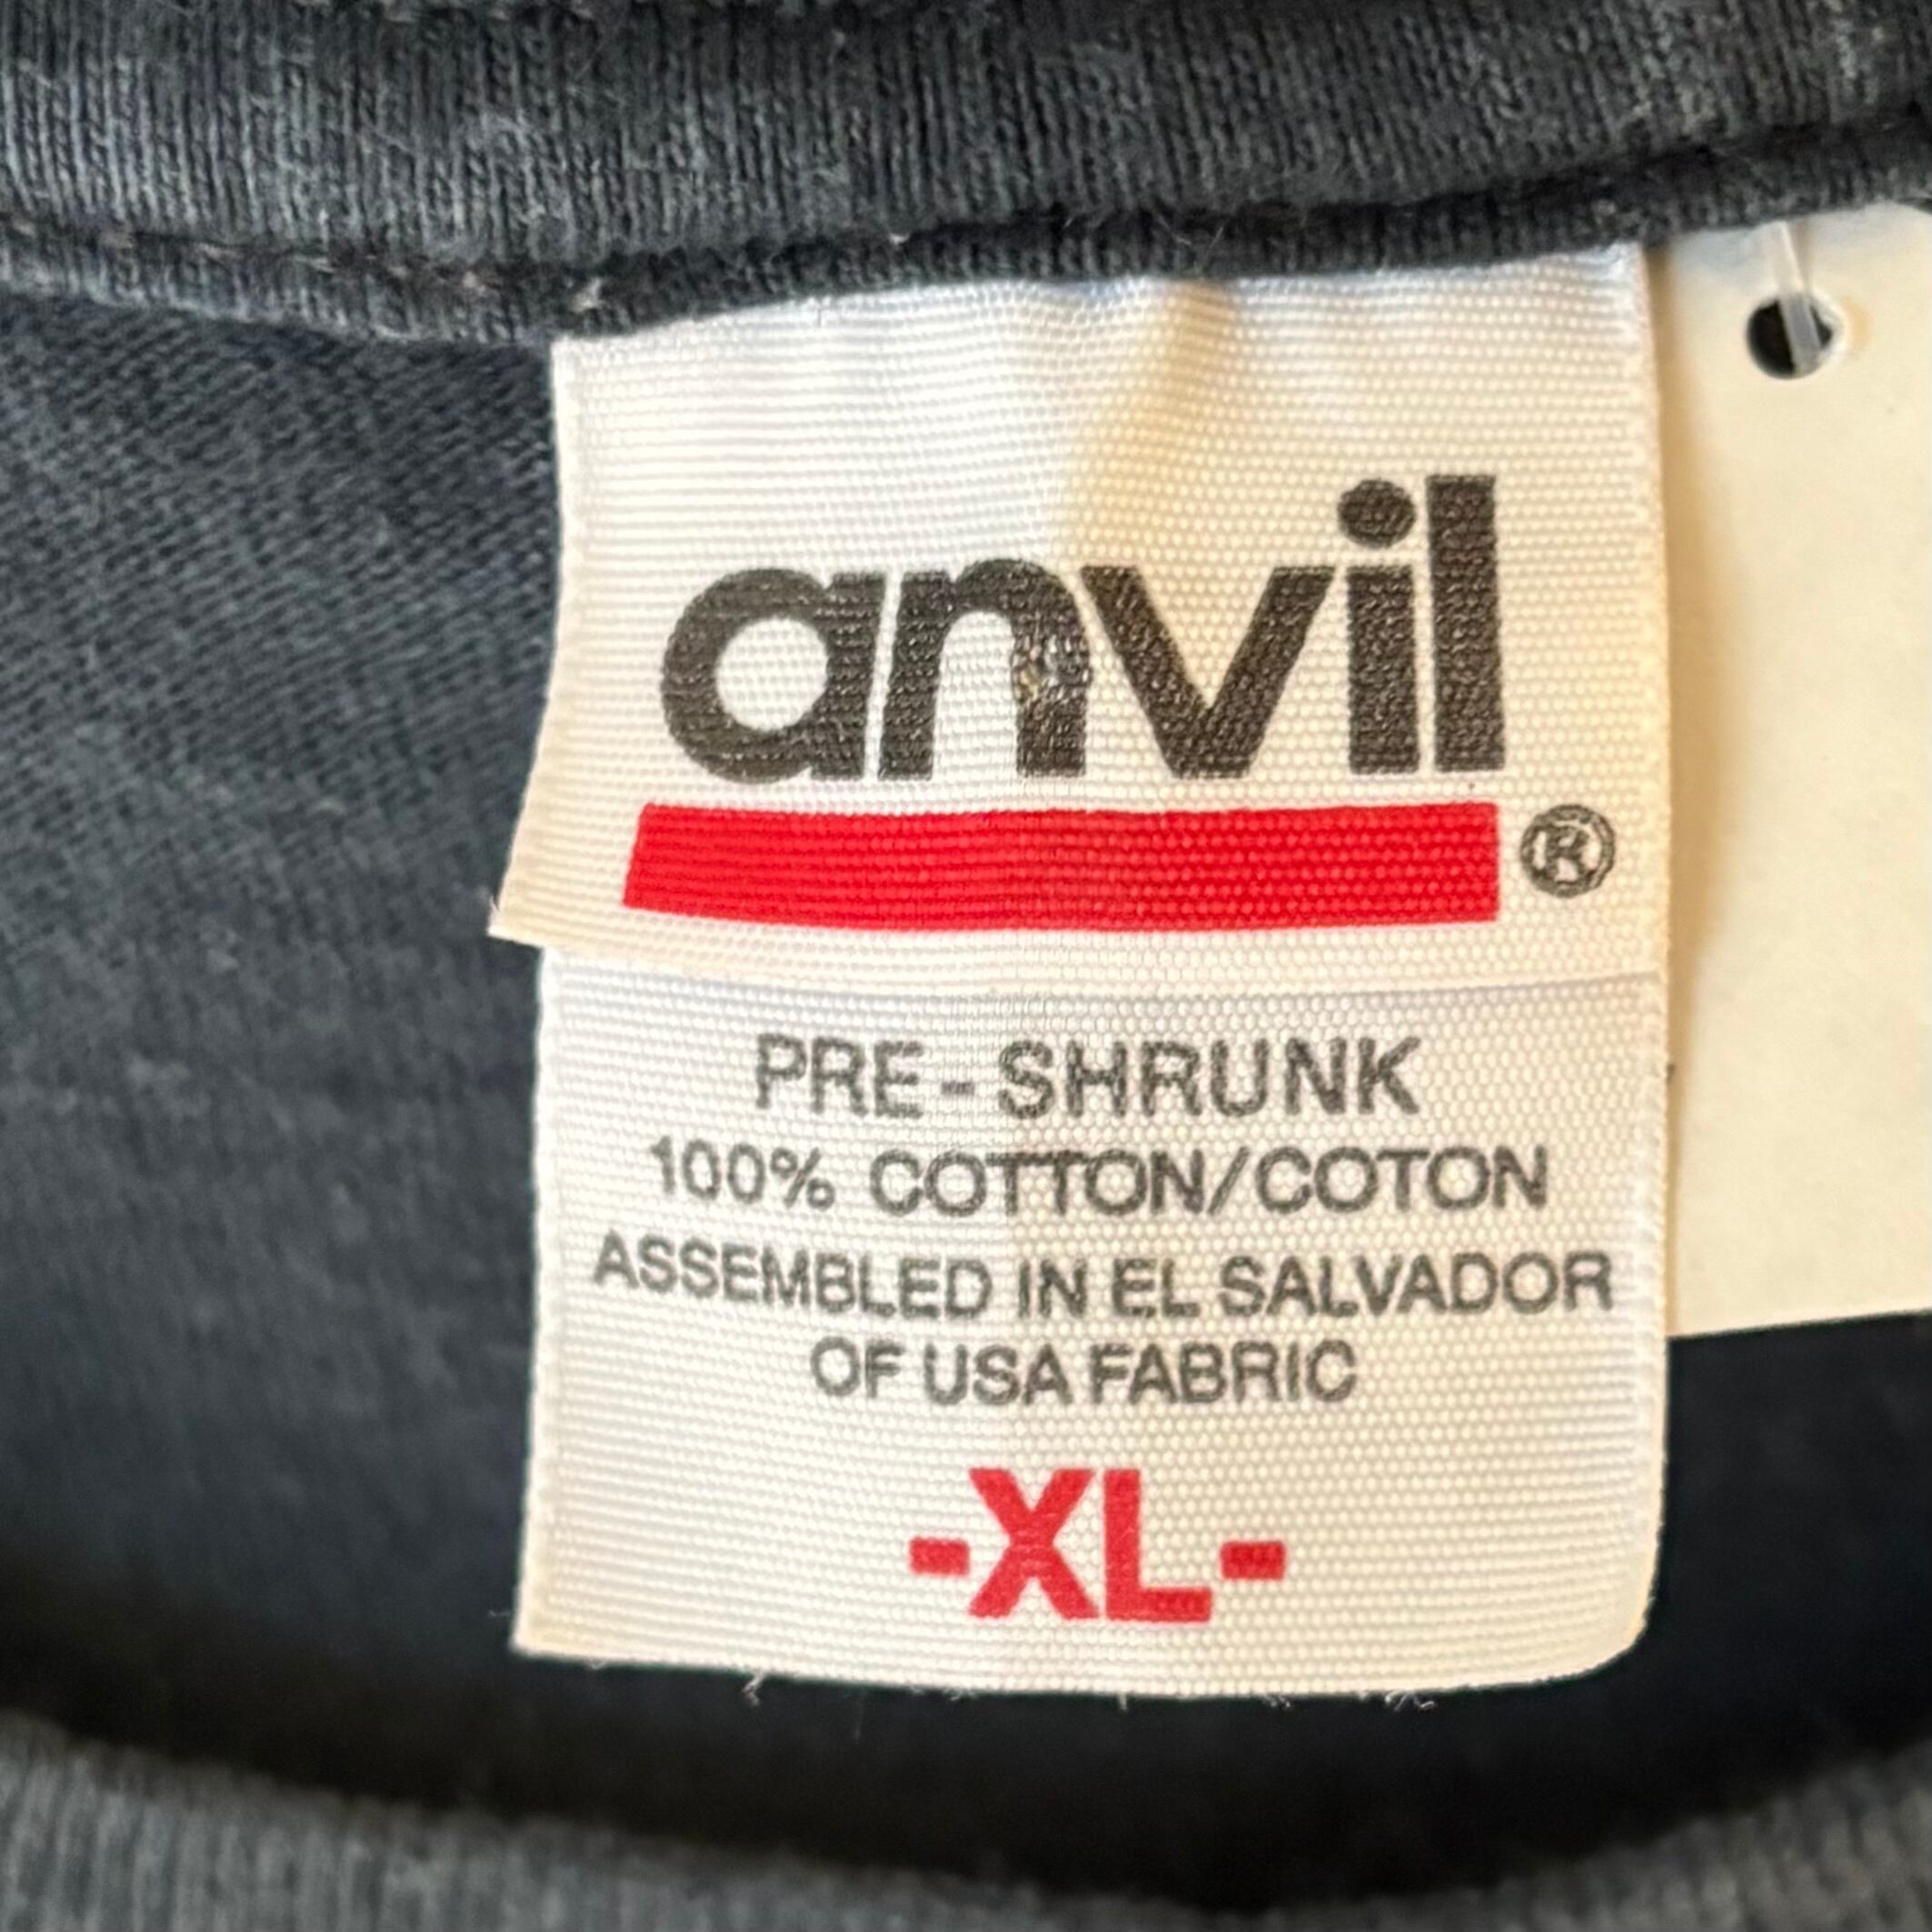 anvil
®
PRE-SHRUNK
100% COTTON/COTON
ASSEMBLED IN EL SALVADOR
OF USA FABRIC
-XL-